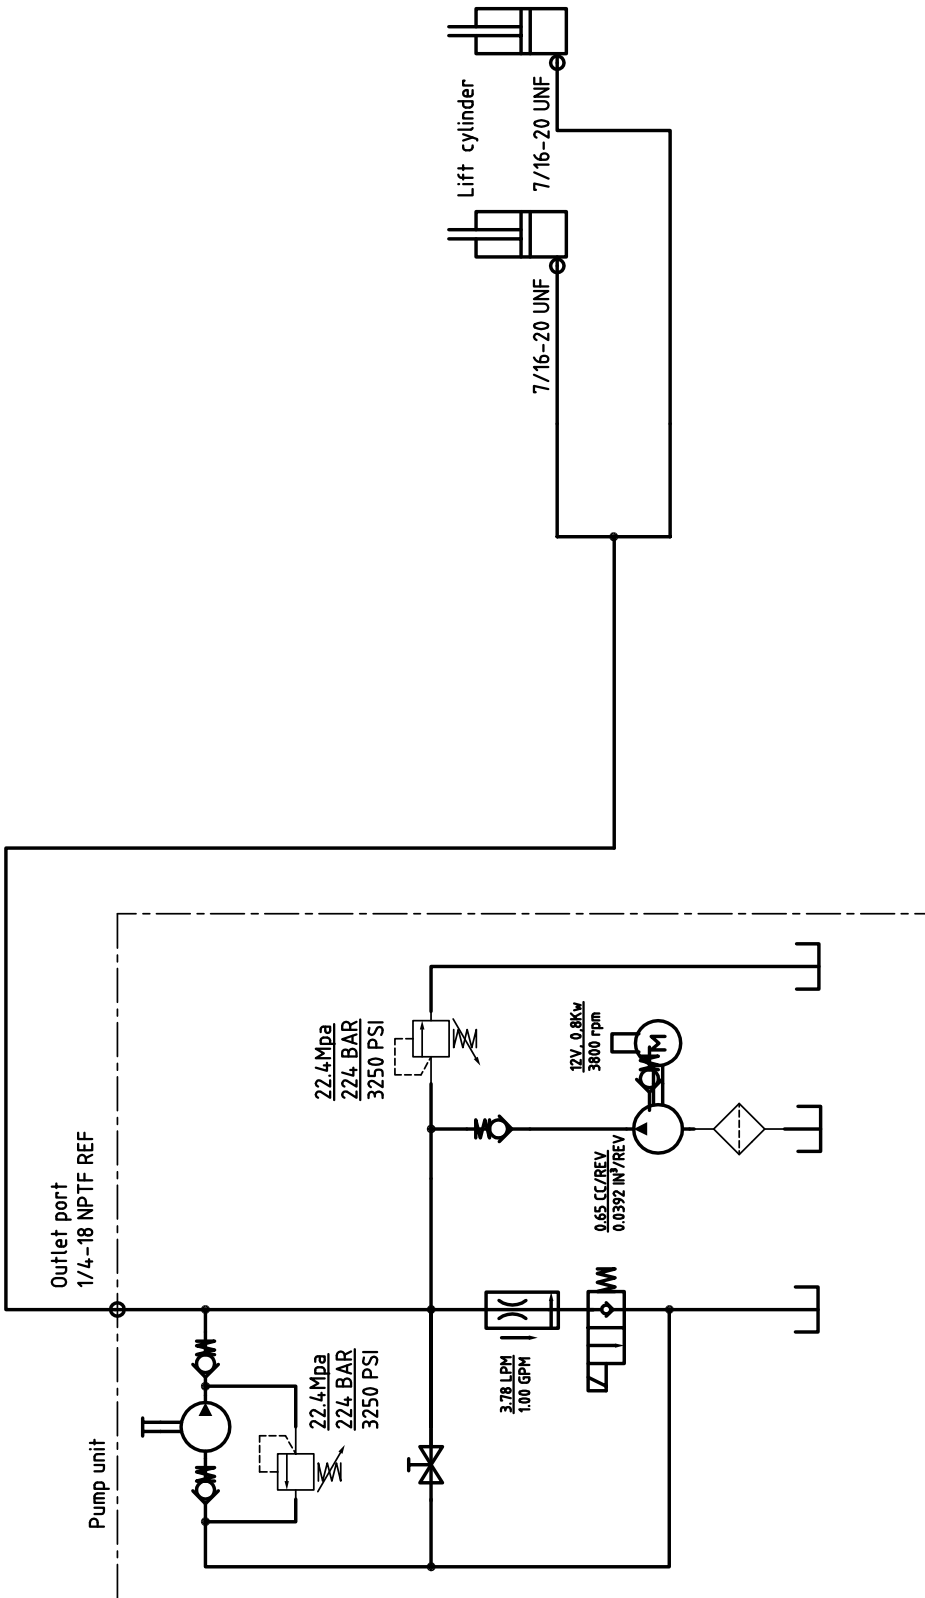 Lift cylinder
7/16-20 UNF
7/16-20 UNF
Outlet port
1/4-18 NPTF REF
Pump unit
22.4Mpa
224 BAR
3250 PSI
22.4Mpa
224 BAR
3250 PSI
12V, 0,8Kw
3800 rpm
M
0.65 CC/REV
0.0392 IN³/REV
3.78 LPM
1.00 GPM